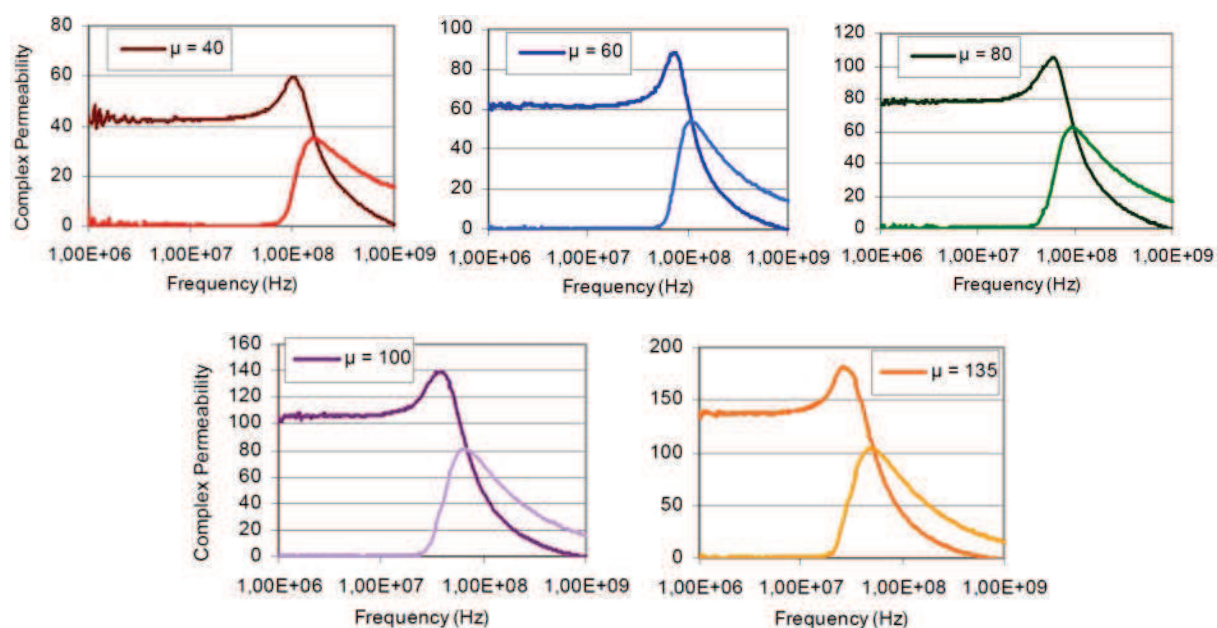 Complex Permeability
80
60
40
20
0
μ = 40
1,00E+06 1,00E+07 1,00E+08 1,00E+09
Frequency (Hz)
100
80
60
40
20
0
μ = 60
1,00E+06 1,00E+07 1,00E+08 1,00E+09
Frequency (Hz)
120
100
80
60
40
20
0
μ = 80
1,00E+06 1,00E+07 1,00E+08 1,00E+09
Frequency (Hz)
Complex Permeability
160
140
120
100
80
60
40
20
0
μ = 100
1,00E+06 1,00E+07 1,00E+08 1,00E+09
Frequency (Hz)
200
150
100
50
0
μ = 135
1,00E+06 1,00E+07 1,00E+08 1,00E+09
Frequency (Hz)